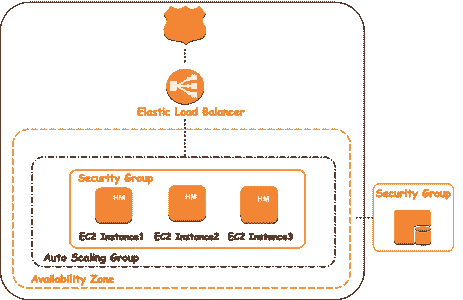 Elastic Load Balancer
Security Group
HM HM HM
EC2 Instance1 EC2 Instance2 EC2 Instance3
Auto Scaling Group
Availability Zone
Security Group